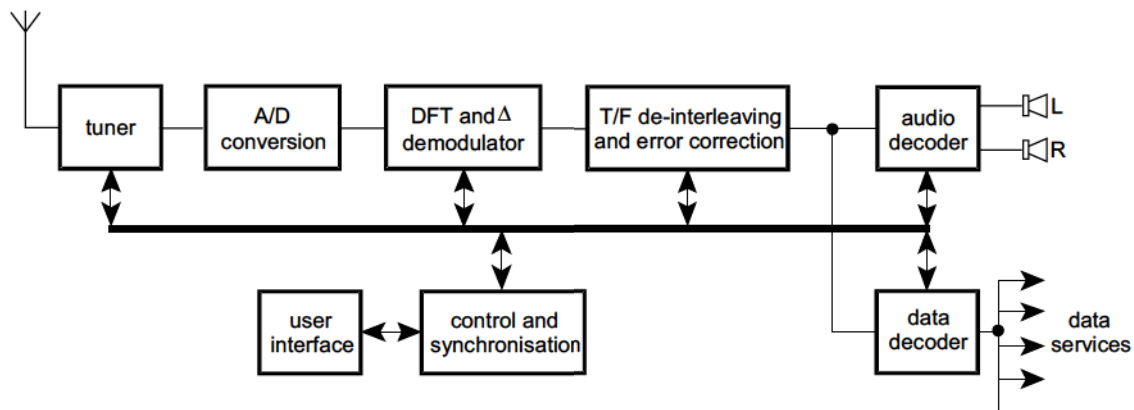 tuner
A/D
conversion
DFT and Δ
demodulator
T/F de-interleaving
and error correction
audio
decoder
L
R
user
interface
control and
synchronisation
data
decoder
data
services